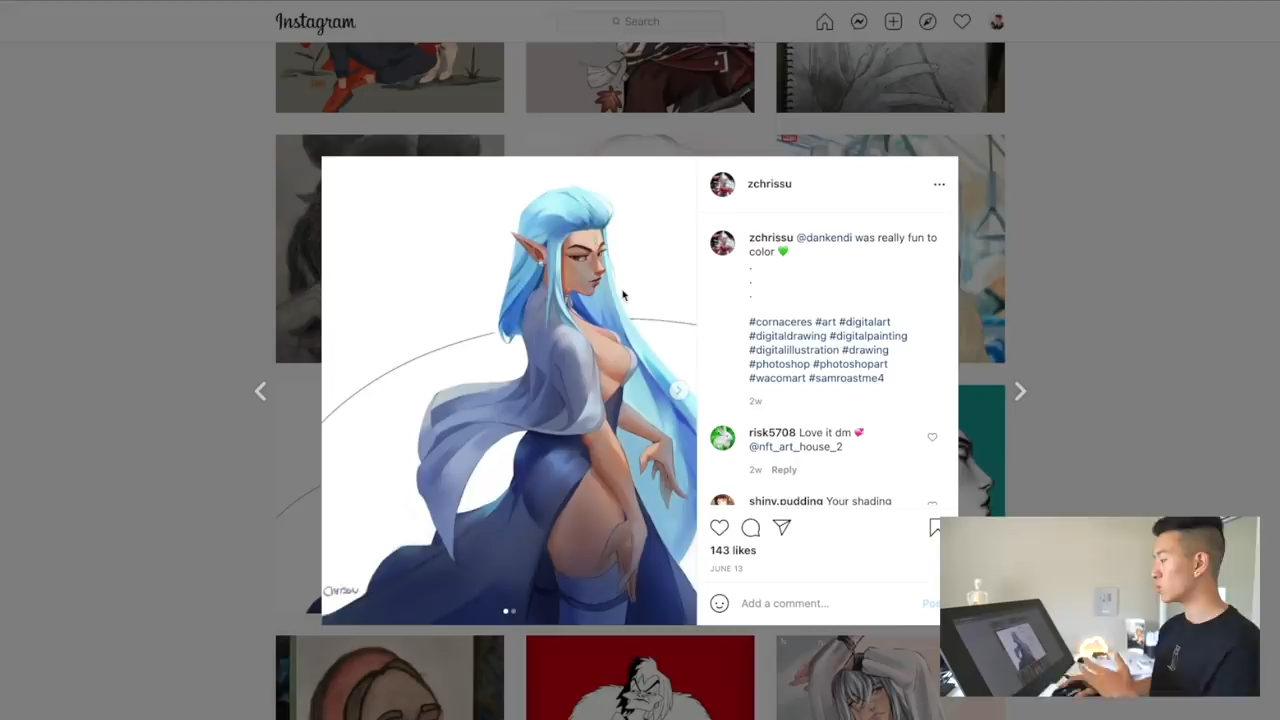 Instagram
Search
zchrissu
zchrissu @dankendi was really fun to
color 💚
.
.
.
#cornaceres #art #digitalart
#digitaldrawing #digitalpainting
#digitalillustration #drawing
#photoshop #photoshopart
#wacomart #samroastme4
2w
risk5708 Love it dm 💞
@nft_art_house_2
2w Reply
shiny.pudding Your shading
143 likes
JUNE 13
Add a comment...
Chrissu